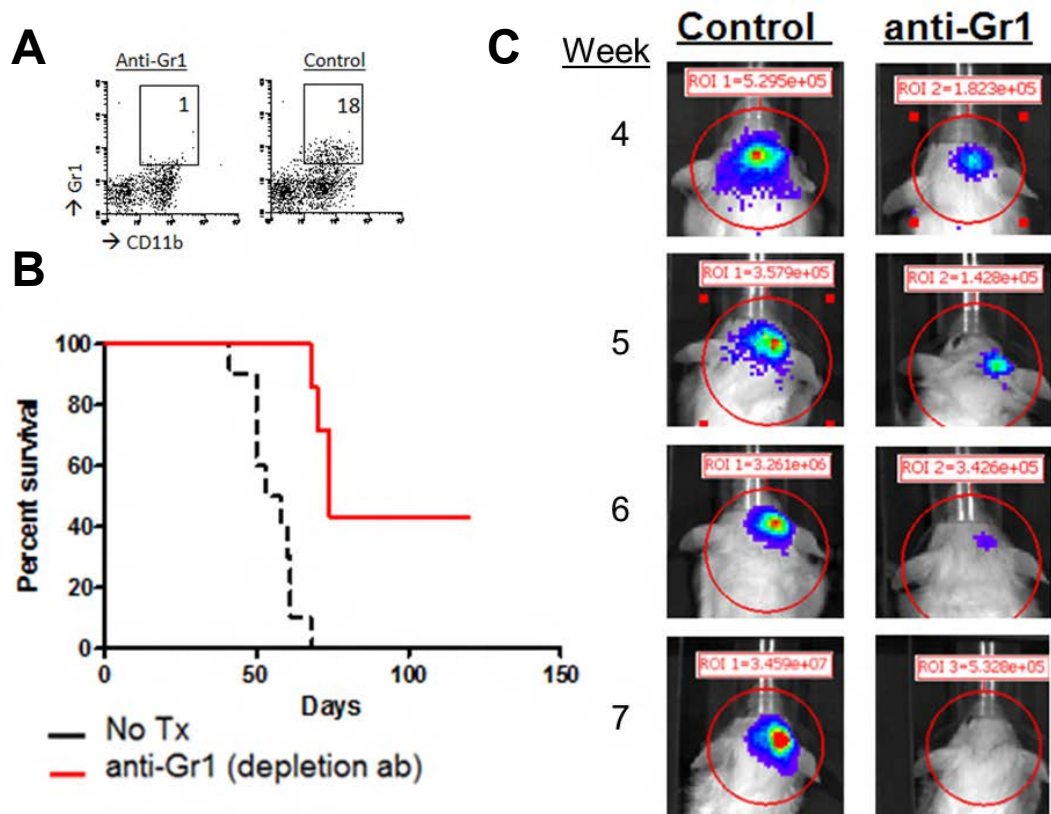 A
Anti-Gr1
Control
1
18
→ Gr1
→ CD11b
B
100
80
60
40
20
0
Percent survival
0
50
100
150
Days
No Tx
anti-Gr1 (depletion ab)
C
Week
Control
anti-Gr1
4
ROI 1=5.295e+05
ROI 2=1.823e+05
5
ROI 1=3.579e+05
ROI 2=1.428e+05
6
ROI 1=3.261e+06
ROI 2=3.426e+05
7
ROI 1=3.459e+07
ROI 3=5.328e+05